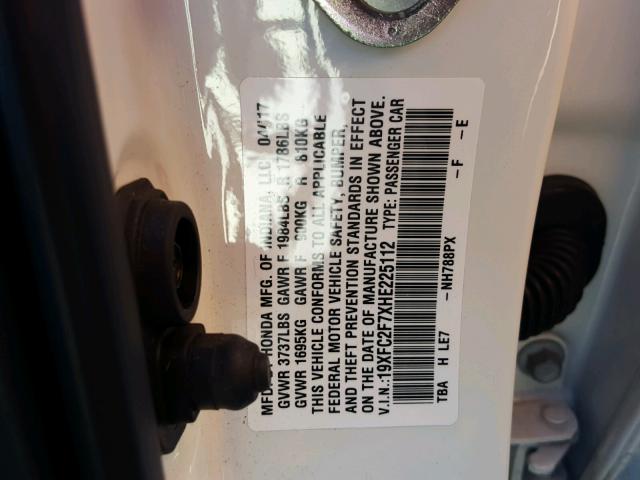 MFD. BY HONDA MFG. OF INDIANA, LLC 04/17
GVWR 3737LBS GAWR F 1984LBS R 1786LBS
GVWR 1695KG GAWR F 900KG R 810KG
THIS VEHICLE CONFORMS TO ALL APPLICABLE
FEDERAL MOTOR VEHICLE SAFETY, BUMPER,
AND THEFT PREVENTION STANDARDS IN EFFECT
ON THE DATE OF MANUFACTURE SHOWN ABOVE.
V.I.N.:19XFC2F7XHE225112 TYPE: PASSENGER CAR
TBA H LE7 – NH788PX – F – E